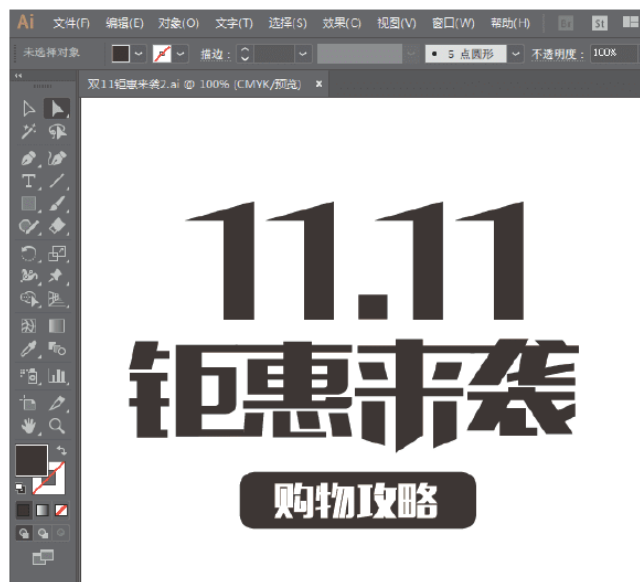 Ai 文件(F) 编辑(E) 对象(O) 文字(T) 选择(S) 效果(C) 视图(V) 窗口(W) 帮助(H) Br St
未选择对象 描边： 5 点圆形 不透明度： 100%
双11钜惠来袭2.ai @ 100% (CMYK/预览) ×
11.11
钜惠来袭
购物攻略